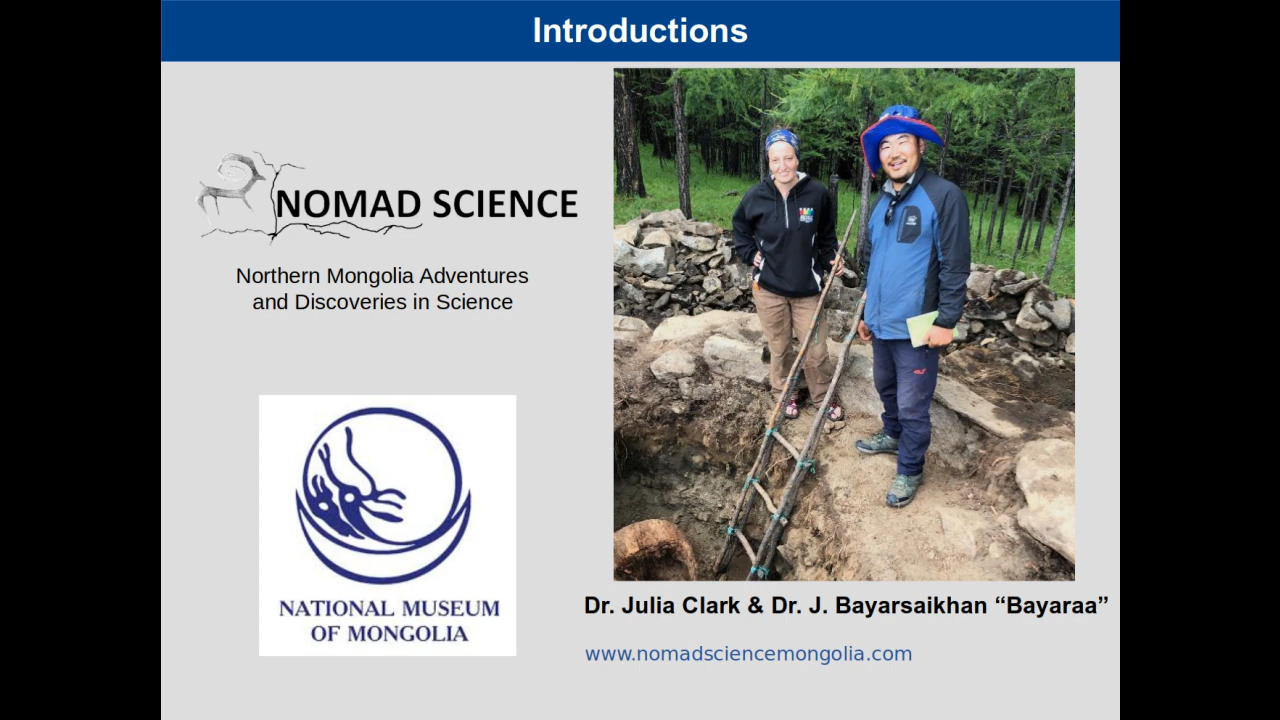 Introductions
NOMAD SCIENCE
Northern Mongolia Adventures
and Discoveries in Science
NATIONAL MUSEUM
OF MONGOLIA
Dr. Julia Clark & Dr. J. Bayarsaikhan “Bayaraa”
www.nomadsciencemongolia.com